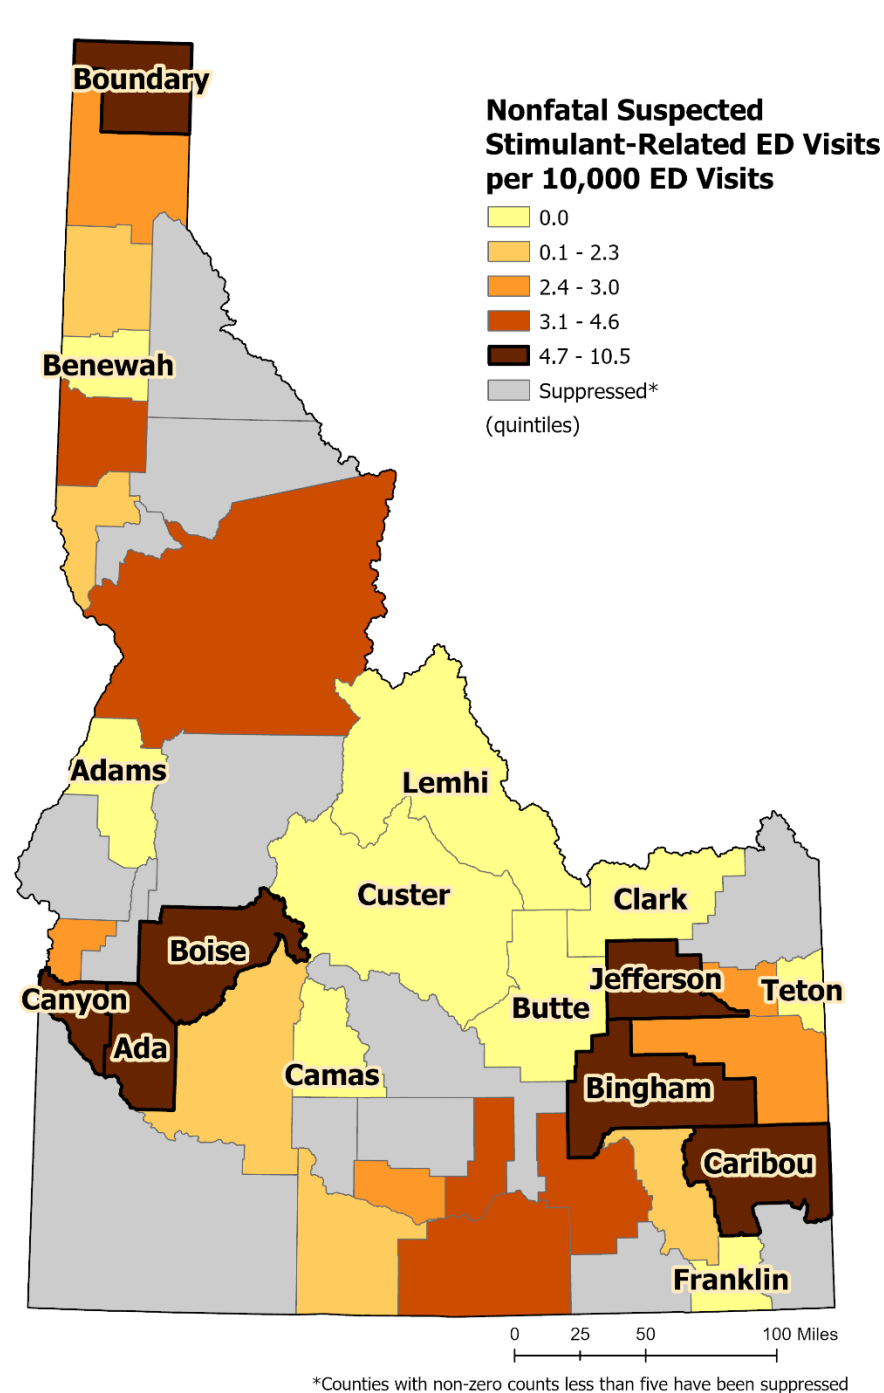 Boundary
Nonfatal Suspected
Stimulant-Related ED Visits
per 10,000 ED Visits
0.0
0.1 - 2.3
2.4 - 3.0
3.1 - 4.6
4.7 - 10.5
Suppressed*
(quintiles)
Benewah
Adams
Lemhi
Custer
Clark
Boise
Jefferson
Teton
Canyon
Butte
Ada
Camas
Bingham
Caribou
Franklin
0 25 50 100 Miles
*Counties with non-zero counts less than five have been suppressed